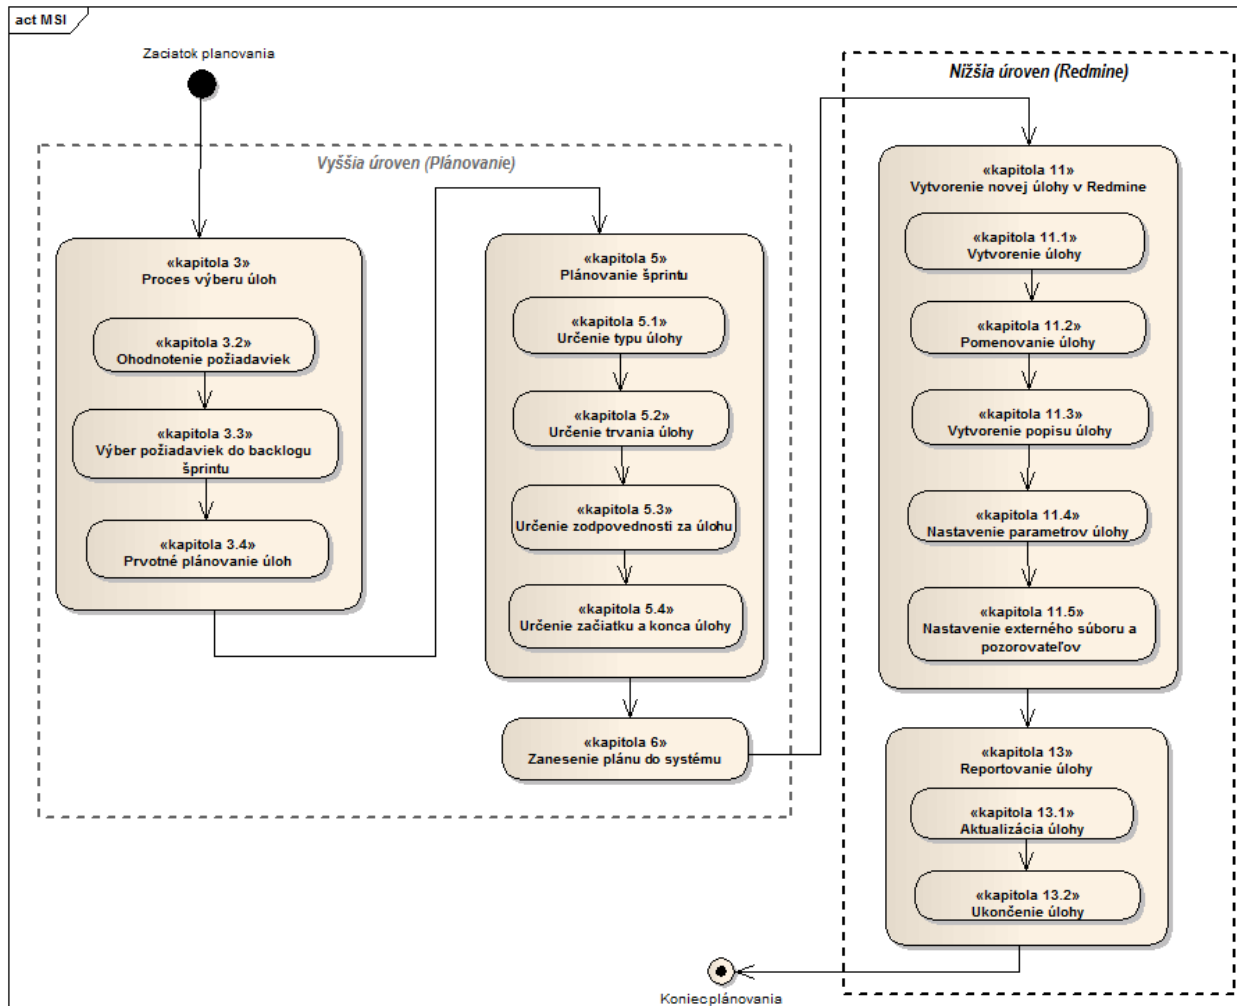 act MSI
Zaciatok planovania
Vyššia úroven (Plánovanie)
«kapitola 3»
Proces výberu úloh
«kapitola 3.2»
Ohodnotenie požiadaviek
«kapitola 3.3»
Výber požiadaviek do backlogu
šprintu
«kapitola 3.4»
Prvotné plánovanie úloh
«kapitola 5»
Plánovanie šprintu
«kapitola 5.1»
Určenie typu úlohy
«kapitola 5.2»
Určenie trvania úlohy
«kapitola 5.3»
Určenie zodpovednosti za úlohu
«kapitola 5.4»
Určenie začiatku a konca úlohy
«kapitola 6»
Zanesenie plánu do systému
Nižšia úroven (Redmine)
«kapitola 11»
Vytvorenie novej úlohy v Redmine
«kapitola 11.1»
Vytvorenie úlohy
«kapitola 11.2»
Pomenovanie úlohy
«kapitola 11.3»
Vytvorenie popisu úlohy
«kapitola 11.4»
Nastavenie parametrov úlohy
«kapitola 11.5»
Nastavenie externého súboru a
pozorovateľov
«kapitola 13»
Reportovanie úlohy
«kapitola 13.1»
Aktualizácia úlohy
«kapitola 13.2»
Ukončenie úlohy
Koniec plánovania